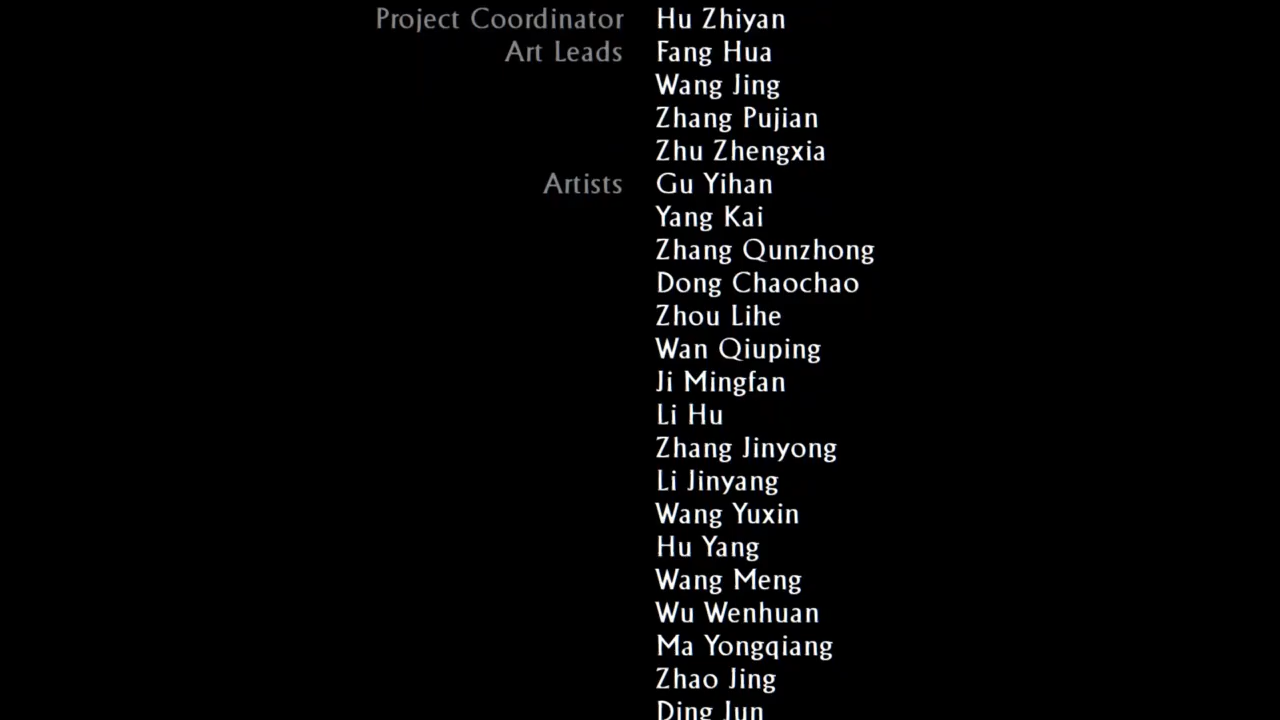 Project Coordinator Hu Zhiyan
Art Leads Fang Hua
Wang Jing
Zhang Pujian
Zhu Zhengxia
Artists Gu Yihan
Yang Kai
Zhang Qunzhong
Dong Chaochao
Zhou Lihe
Wan Qiuping
Ji Mingfan
Li Hu
Zhang Jinyong
Li Jinyang
Wang Yuxin
Hu Yang
Wang Meng
Wu Wenhuan
Ma Yongqiang
Zhao Jing
Ding Jun